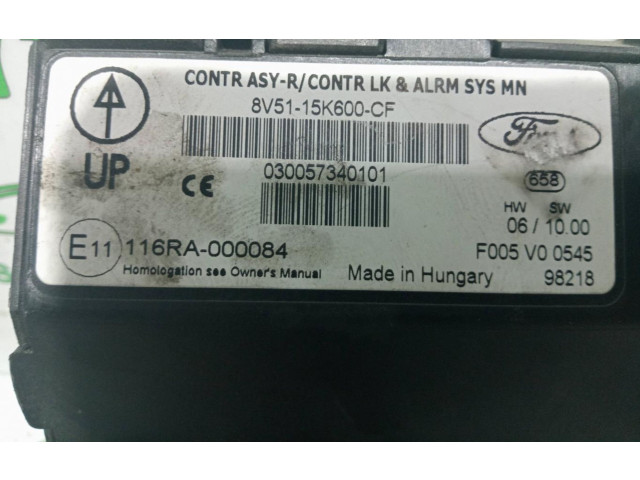 CONTR ASY-R/CONTR LK & ALRM SYS MN
8V51-15K600-CF
Ford
UP
CE
030057340101
658
HW SW
06 / 10.00
E11 116RA-000084
F005 V0 0545
Homologation see Owner's Manual
Made in Hungary
98218